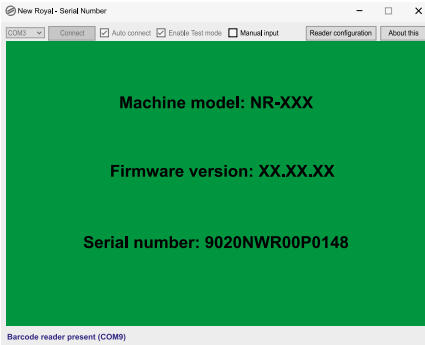 New Royal - Serial Number
COM3 Connect Auto connect Enable Test mode Manual input Reader configuration About this
Machine model: NR-XXX
Firmware version: XX.XX.XX
Serial number: 9020NWR00P0148
Barcode reader present (COM9)